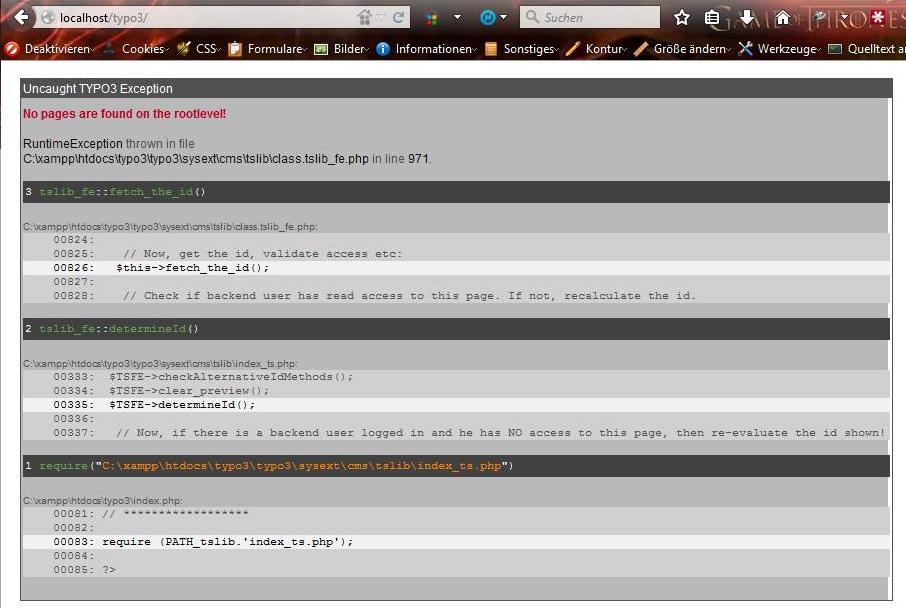 localhost/typo3/
Suchen
GAME OF THRONES
Deaktivieren Cookies CSS Formulare Bilder Informationen Sonstiges Kontur Größe ändern Werkzeuge Quelltext
Uncaught TYPO3 Exception
No pages are found on the rootlevel!
RuntimeException thrown in file
C:\xampp\htdocs\typo3\typo3\sysext\cms\tslib\class.tslib_fe.php in line 971.
3 tslib_fe::fetch_the_id()
C:\xampp\htdocs\typo3\typo3\sysext\cms\tslib\class.tslib_fe.php:
00824:
00825: // Now, get the id, validate access etc:
00826: $this->fetch_the_id();
00827:
00828: // Check if backend user has read access to this page. If not, recalculate the id.
2 tslib_fe::determineId()
C:\xampp\htdocs\typo3\typo3\sysext\cms\tslib\index_ts.php:
00333: $TSFE->checkAlternativeIdMethods();
00334: $TSFE->clear_preview();
00335: $TSFE->determineId();
00336:
00337: // Now, if there is a backend user logged in and he has NO access to this page, then re-evaluate the id shown!
1 require("C:\xampp\htdocs\typo3\typo3\sysext\cms\tslib\index_ts.php")
C:\xampp\htdocs\typo3\index.php:
00081: // ******************
00082:
00083: require (PATH_tslib.'index_ts.php');
00084:
00085: ?>